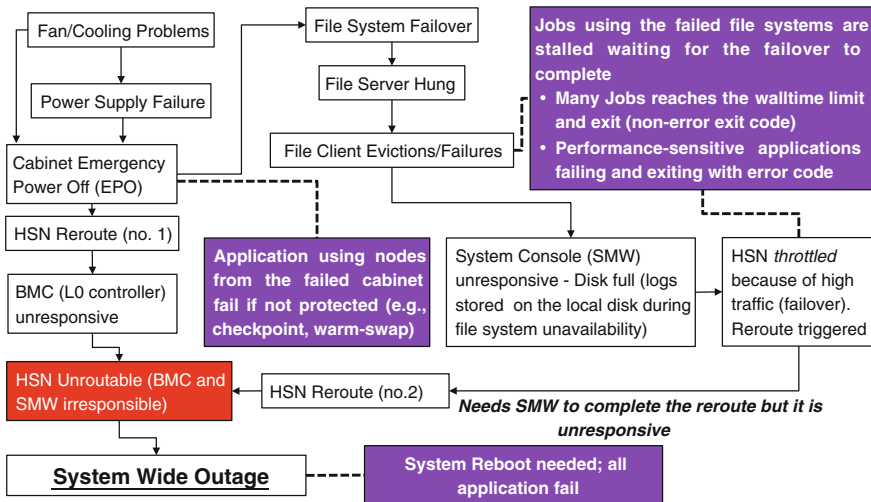 Fan/Cooling Problems
Power Supply Failure
Cabinet Emergency
Power Off (EPO)
HSN Reroute (no. 1)
BMC (L0 controller)
unresponsive
HSN Unroutable (BMC and
SMW irresponsible)
System Wide Outage
File System Failover
File Server Hung
File Client Evictions/Failures
Application using nodes
from the failed cabinet
fail if not protected (e.g.,
checkpoint, warm-swap)
System Console (SMW)
unresponsive - Disk full (logs
stored on the local disk during
file system unavailability)
HSN Reroute (no.2)
Jobs using the failed file systems are
stalled waiting for the failover to
complete
• Many Jobs reaches the walltime limit
and exit (non-error exit code)
• Performance-sensitive applications
failing and exiting with error code
HSN throttled
because of high
traffic (failover).
Reroute triggered
Needs SMW to complete the reroute but it is
unresponsive
System Reboot needed; all
application fail